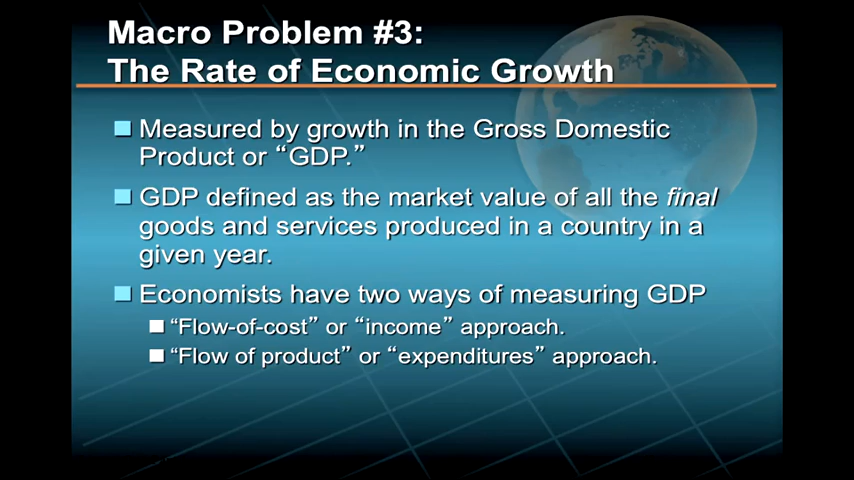 Macro Problem #3:
The Rate of Economic Growth
Measured by growth in the Gross Domestic
Product or “GDP.”
GDP defined as the market value of all the final
goods and services produced in a country in a
given year.
Economists have two ways of measuring GDP
“Flow-of-cost” or “income” approach.
“Flow of product” or “expenditures” approach.